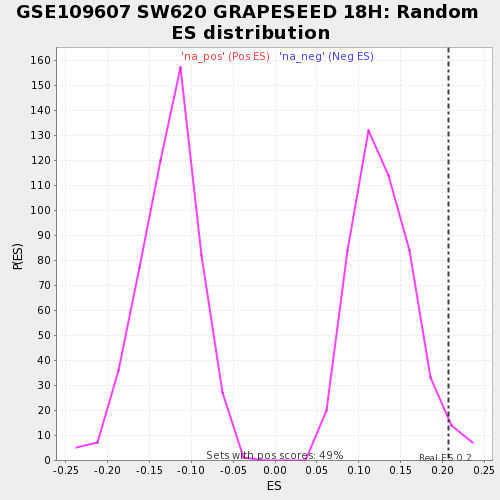 GSE109607 SW620 GRAPESEED 18H: Random
ES distribution
'na_pos' (Pos ES) 'na_neg' (Neg ES)
160
150
140
130
120
110
100
90
80
70
60
50
40
30
20
10
0
P(ES)
Sets with pos scores: 49%
Real ES 0.2
-0.25 -0.20 -0.15 -0.10 -0.05 0.00 0.05 0.10 0.15 0.20 0.25
ES